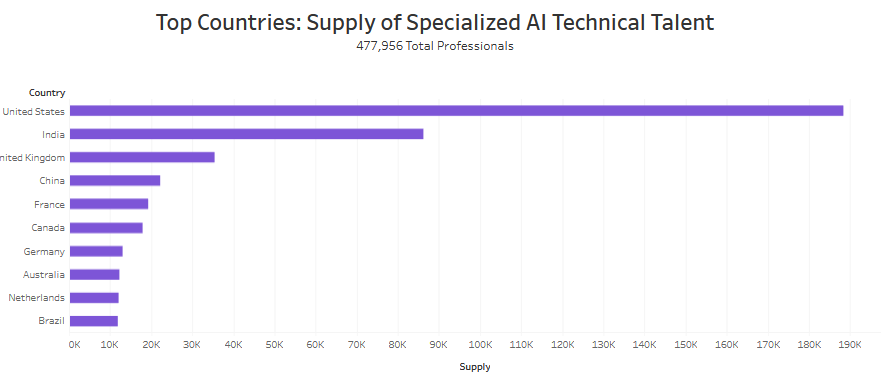 Top Countries: Supply of Specialized AI Technical Talent
477,956 Total Professionals
Country
United States
India
nited Kingdom
China
France
Canada
Germany
Australia
Netherlands
Brazil
0K 10K 20K 30K 40K 50K 60K 70K 80K 90K 100K 110K 120K 130K 140K 150K 160K 170K 180K 190K
Supply